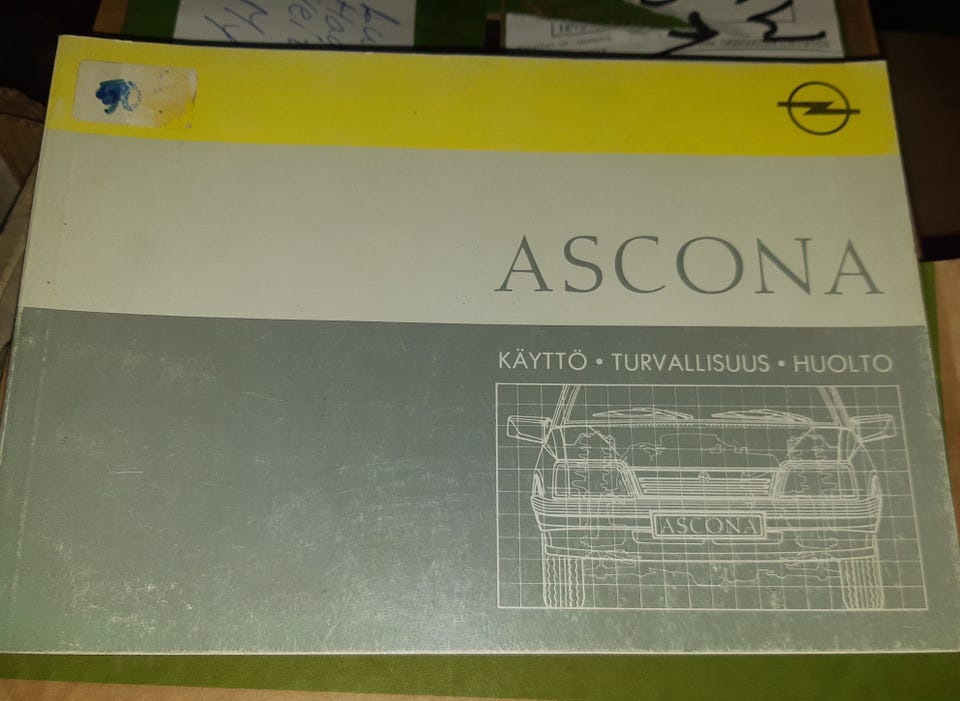 ASCONA
KÄYTTÖ • TURVALLISUUS • HUOLTO
ASCONA